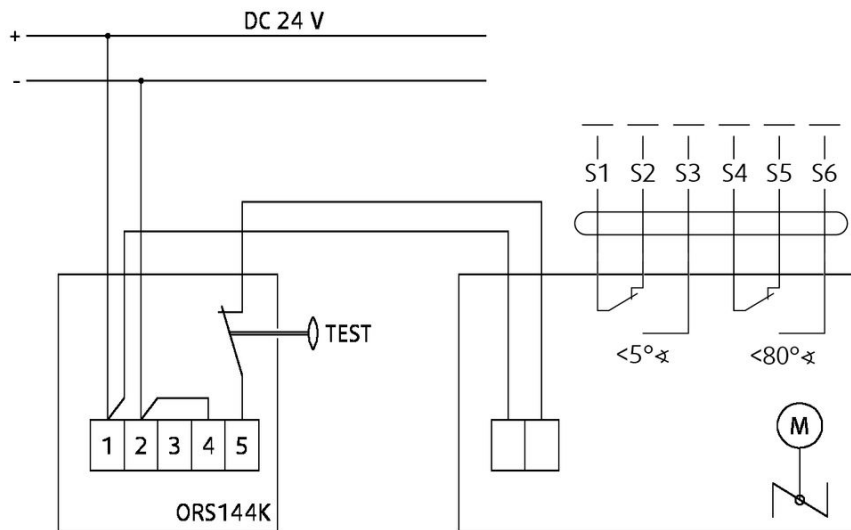 DC 24 V
+
-
S1 S2 S3 S4 S5 S6
TEST
<5°∢ <80°∢
1 2 3 4 5
M
ORS144K